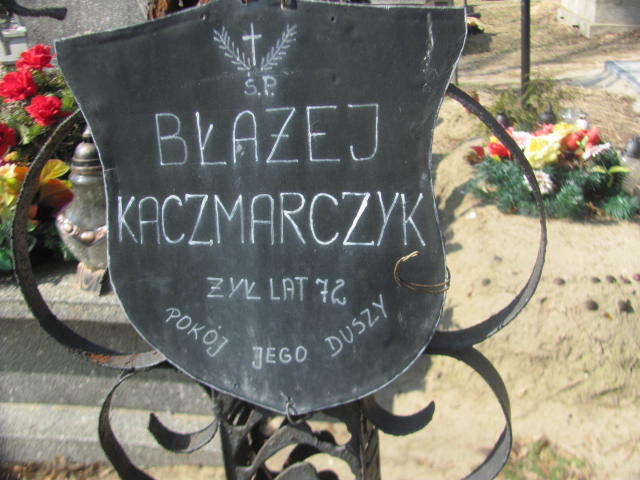 Ś.P.
BŁAŻEJ
KACZMARCZYK
ŻYŁ LAT 72
POKÓJ JEGO DUSZY